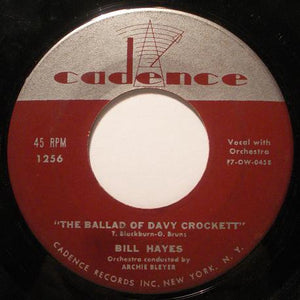 cadence
45 RPM
1256
Vocal with
Orchestra
F7-OW-0458
"THE BALLAD OF DAVY CROCKETT"
T. Blackburn-G. Bruns
BILL HAYES
Orchestra conducted by
ARCHIE BLEYER
CADENCE RECORDS INC. NEW YORK, N. Y.